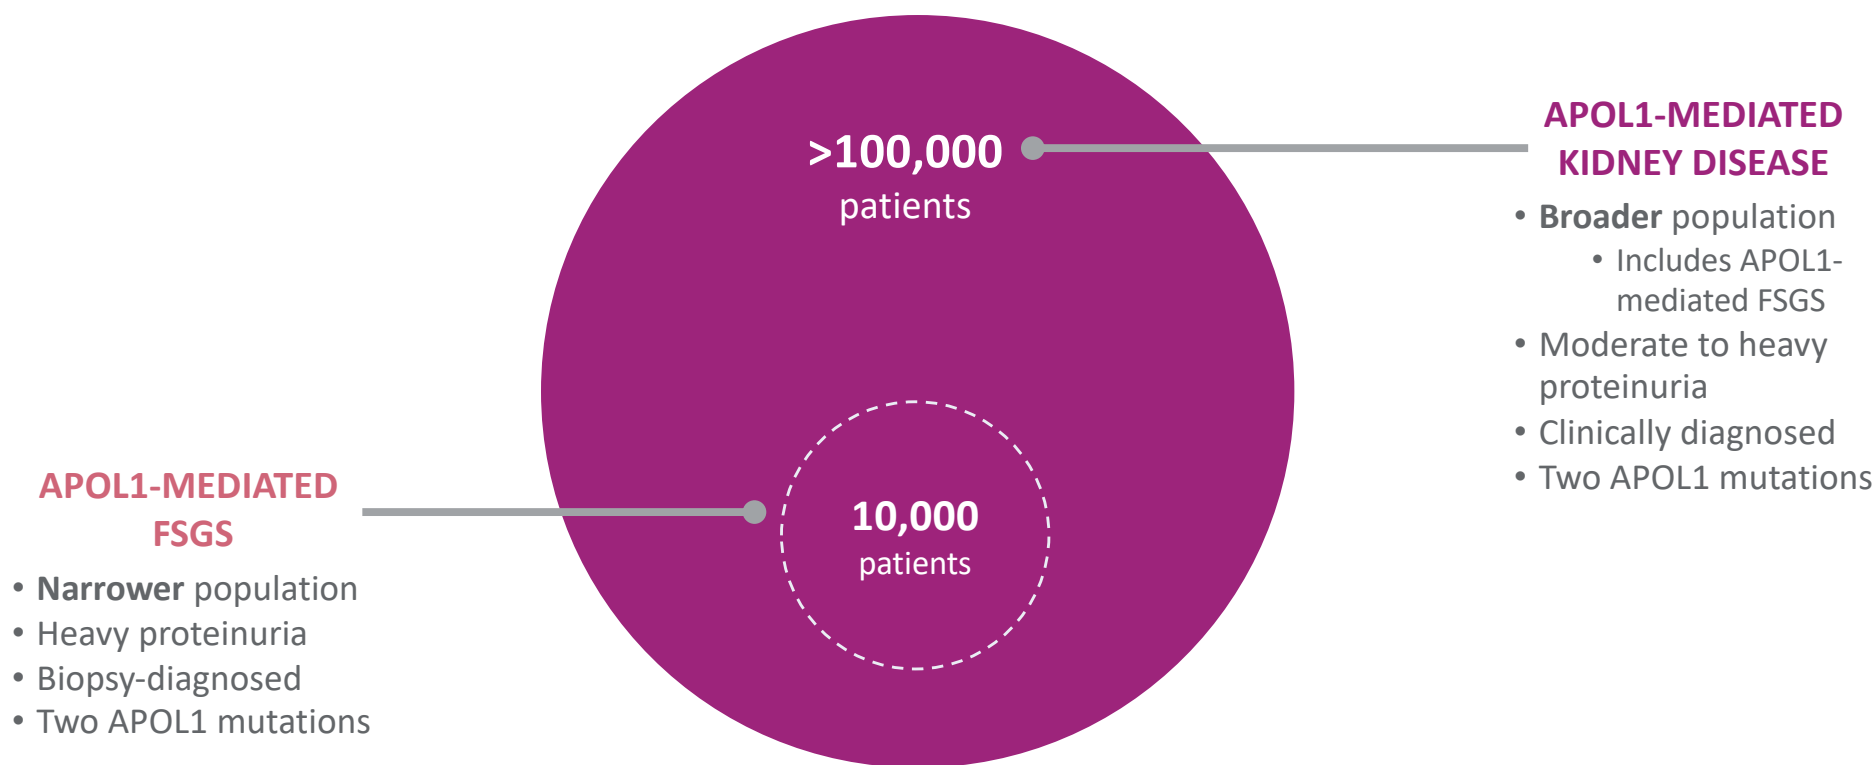 >100,000
patients
APOL1-MEDIATED
KIDNEY DISEASE
• Broader population
• Includes APOL1-
mediated FSGS
• Moderate to heavy
proteinuria
• Clinically diagnosed
• Two APOL1 mutations
APOL1-MEDIATED
FSGS
• Narrower population
• Heavy proteinuria
• Biopsy-diagnosed
• Two APOL1 mutations
10,000
patients